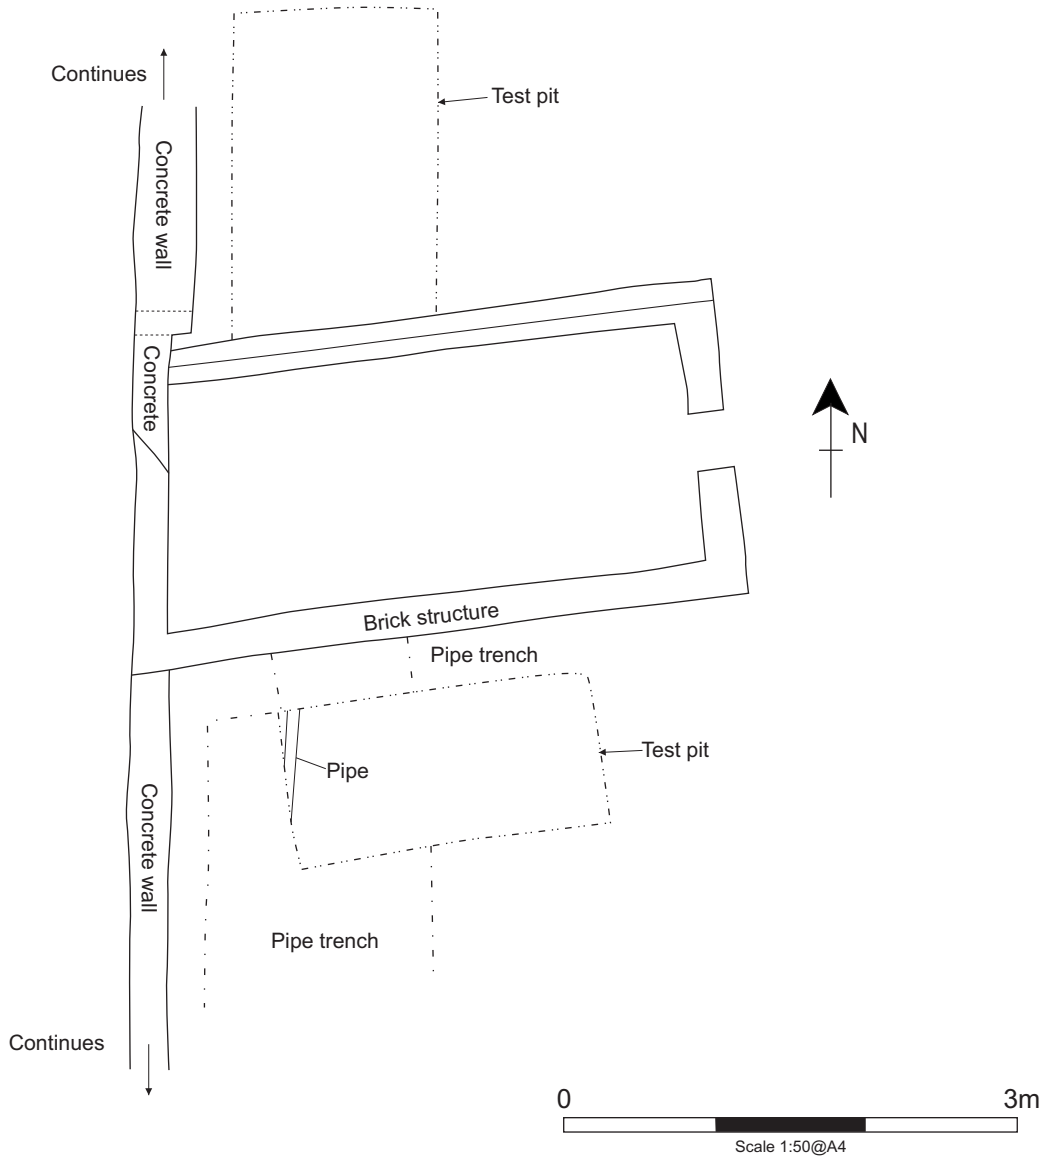 Continues
Test pit
Concrete wall
Concrete
N
Brick structure
Pipe trench
Test pit
Pipe
Concrete wall
Pipe trench
Continues
0 3m
Scale 1:50@A4